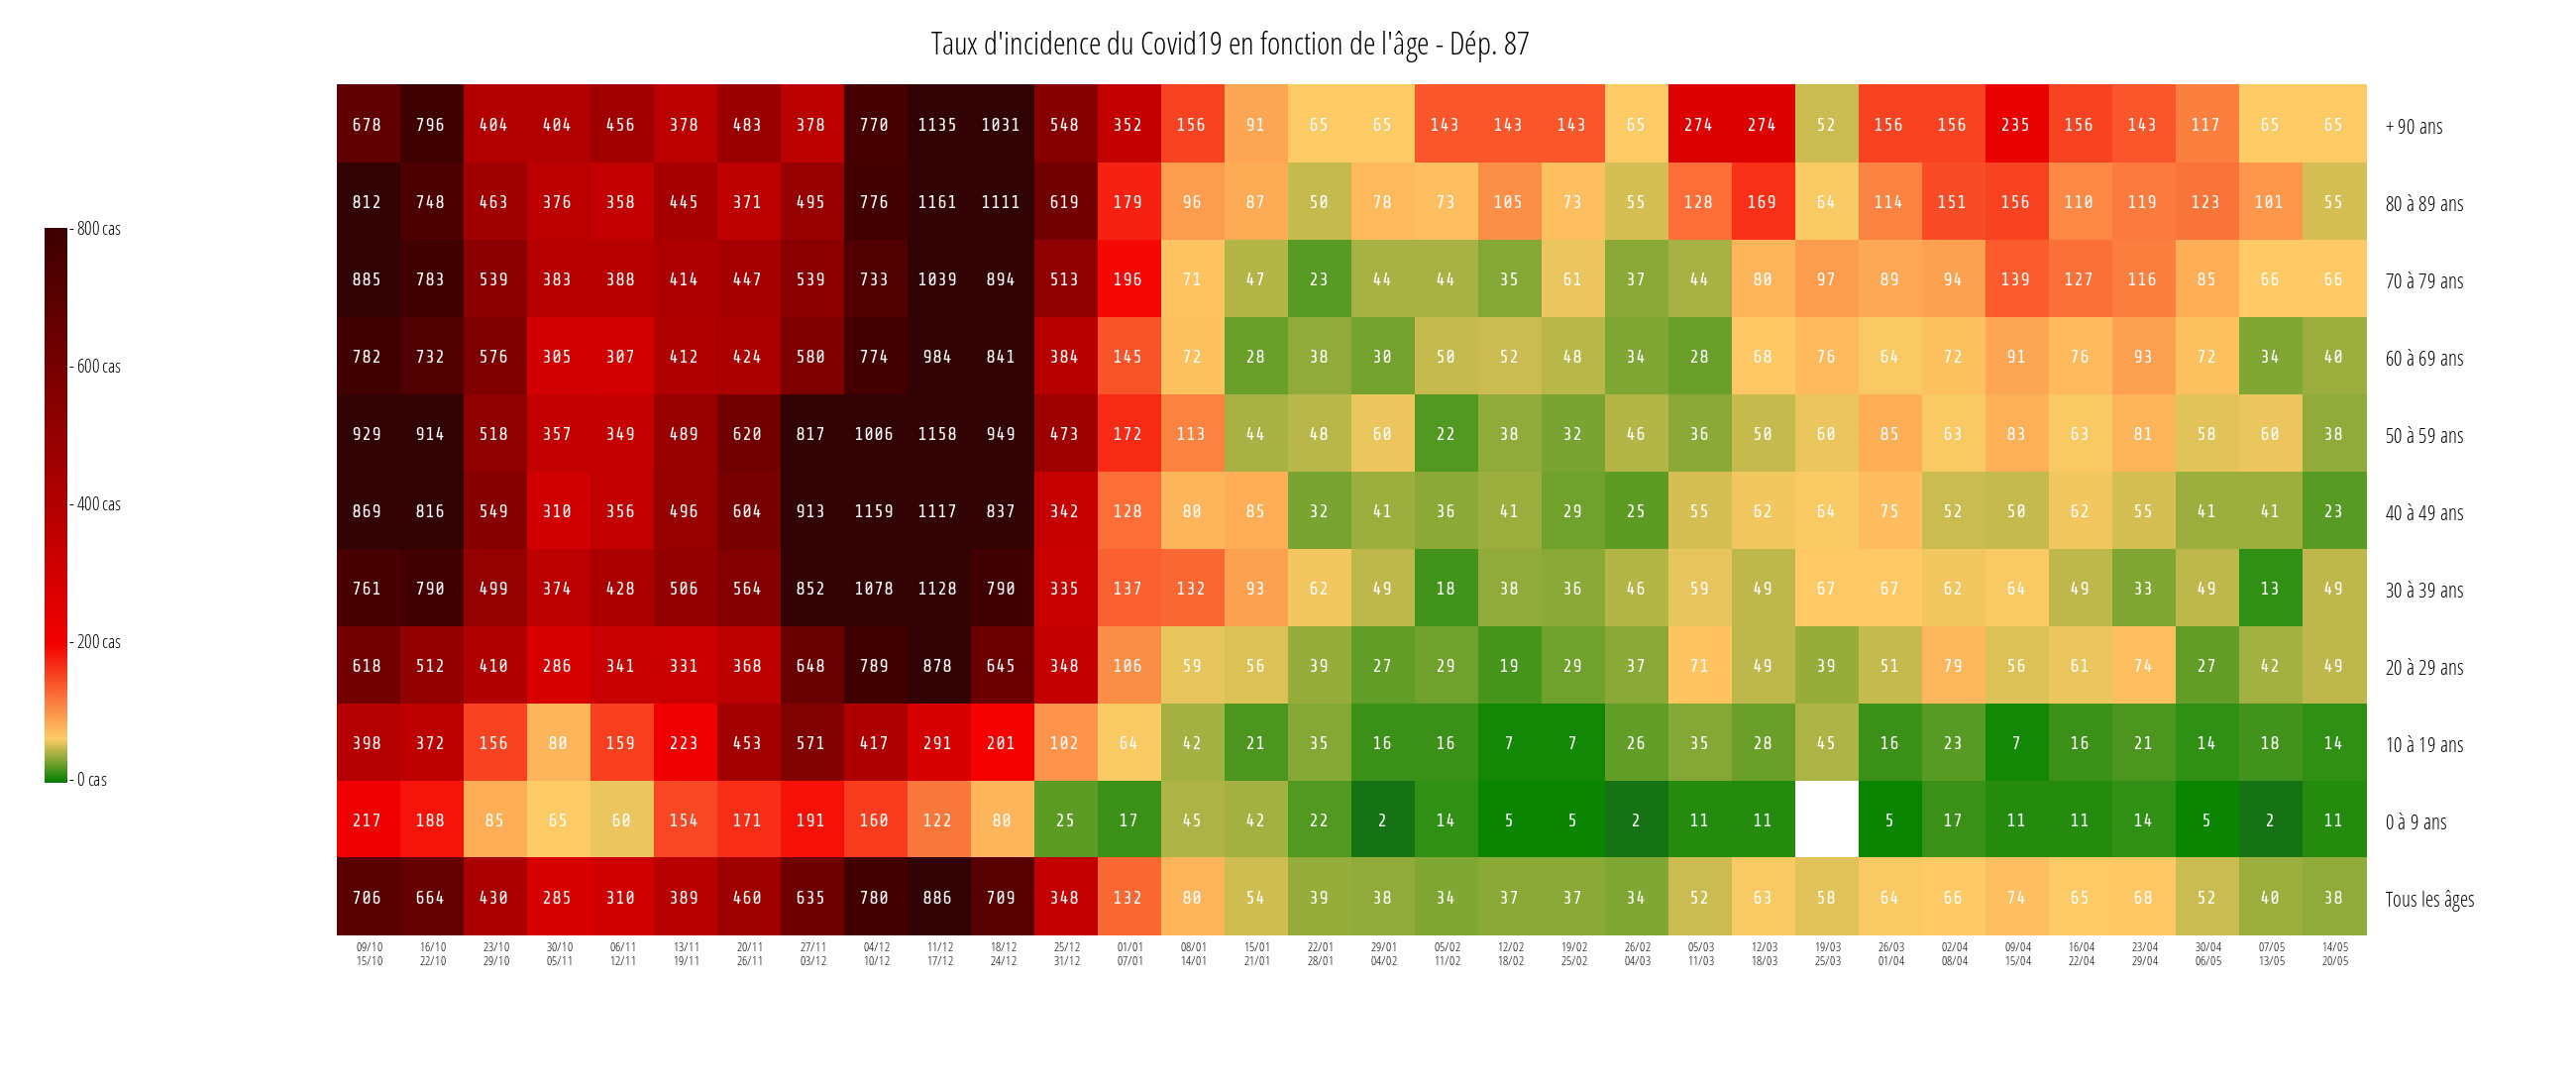 Taux d'incidence du Covid19 en fonction de l'âge - Dép. 87
- 800 cas
- 600 cas
- 400 cas
- 200 cas
- 0 cas
678 796 404 404 456 378 483 378 770 1135 1031 548 352 156 91 65 65 143 143 143 65 274 274 52 156 156 235 156 143 117 65 65 + 90 ans
812 748 463 376 358 445 371 495 776 1161 1111 619 179 96 87 50 78 73 105 73 55 128 169 64 114 151 156 110 119 123 101 55 80 à 89 ans
885 783 539 383 388 414 447 539 733 1039 894 513 196 71 47 23 44 44 35 61 37 44 80 97 89 94 139 127 116 85 66 66 70 à 79 ans
782 732 576 305 307 412 424 580 774 984 841 384 145 72 28 38 30 50 52 48 34 28 68 76 64 72 91 76 93 72 34 40 60 à 69 ans
929 914 518 357 349 489 620 817 1006 1158 949 473 172 113 44 48 60 22 38 32 46 36 50 60 85 63 83 63 81 58 60 38 50 à 59 ans
869 816 549 310 356 496 604 913 1159 1117 837 342 128 80 85 32 41 36 41 29 25 55 62 64 75 52 50 62 55 41 41 23 40 à 49 ans
761 790 499 374 428 506 564 852 1078 1128 790 335 137 132 93 62 49 18 38 36 46 59 49 67 67 62 64 49 33 49 13 49 30 à 39 ans
618 512 410 286 341 331 368 648 789 878 645 348 106 59 56 39 27 29 19 29 37 71 49 39 51 79 56 61 74 27 42 49 20 à 29 ans
398 372 156 80 159 223 453 571 417 291 201 102 64 42 21 35 16 16 7 7 26 35 28 45 16 23 7 16 21 14 18 14 10 à 19 ans
217 188 85 65 60 154 171 191 160 122 80 25 17 45 42 22 2 14 5 5 2 11 11 5 17 11 11 14 5 2 11 0 à 9 ans
706 664 430 285 310 389 460 635 780 886 709 348 132 80 54 39 38 34 37 37 34 52 63 58 64 66 74 65 68 52 40 38 Tous les âges
09/10 16/10 23/10 30/10 06/11 13/11 20/11 27/11 04/12 11/12 18/12 25/12 01/01 08/01 15/01 22/01 29/01 05/02 12/02 19/02 26/02 05/03 12/03 19/03 26/03 02/04 09/04 16/04 23/04 30/04 07/05 14/05
15/10 22/10 29/10 05/11 12/11 19/11 26/11 03/12 10/12 17/12 24/12 31/12 07/01 14/01 21/01 28/01 04/02 11/02 18/02 25/02 04/03 11/03 18/03 25/03 01/04 08/04 15/04 22/04 29/04 06/05 13/05 20/05